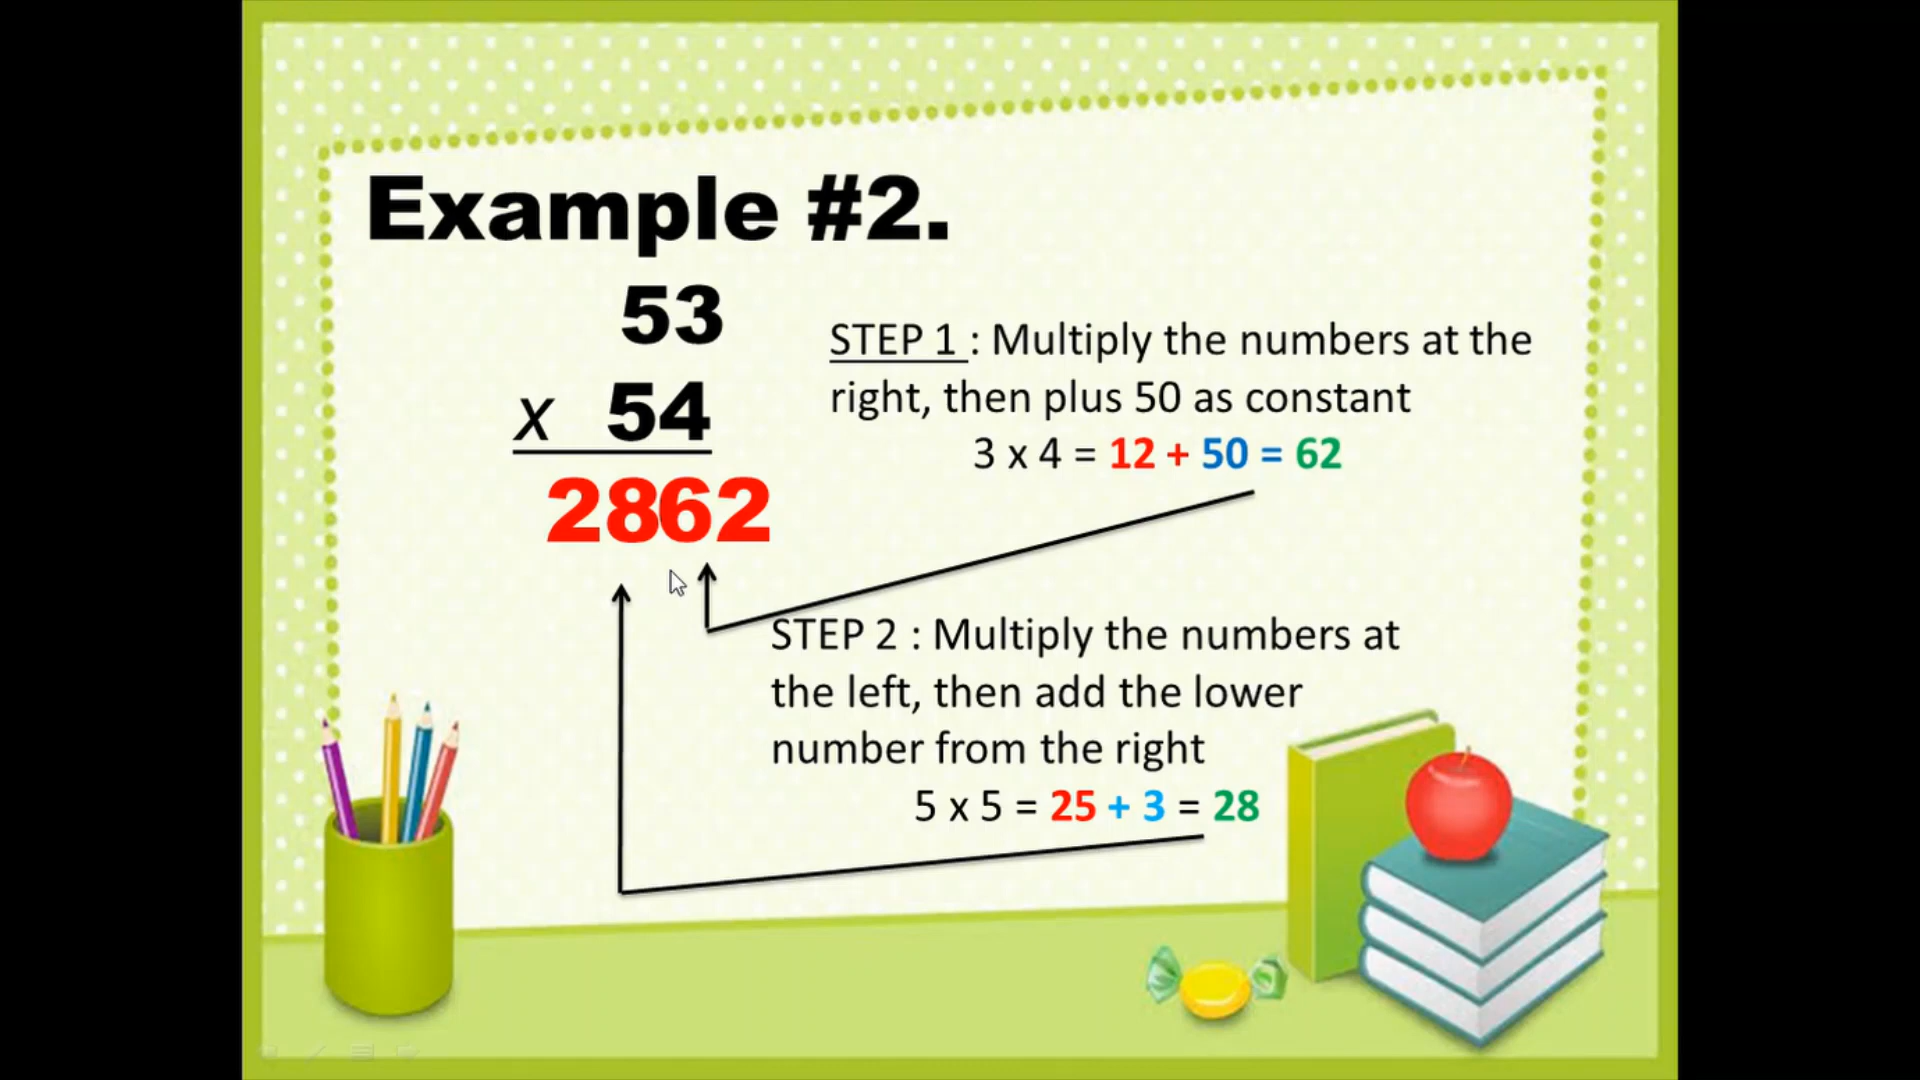 Example #2.
53
x 54
2862
STEP 1 : Multiply the numbers at the
right, then plus 50 as constant
3 x 4 = 12 + 50 = 62
STEP 2 : Multiply the numbers at
the left, then add the lower
number from the right
5 x 5 = 25 + 3 = 28